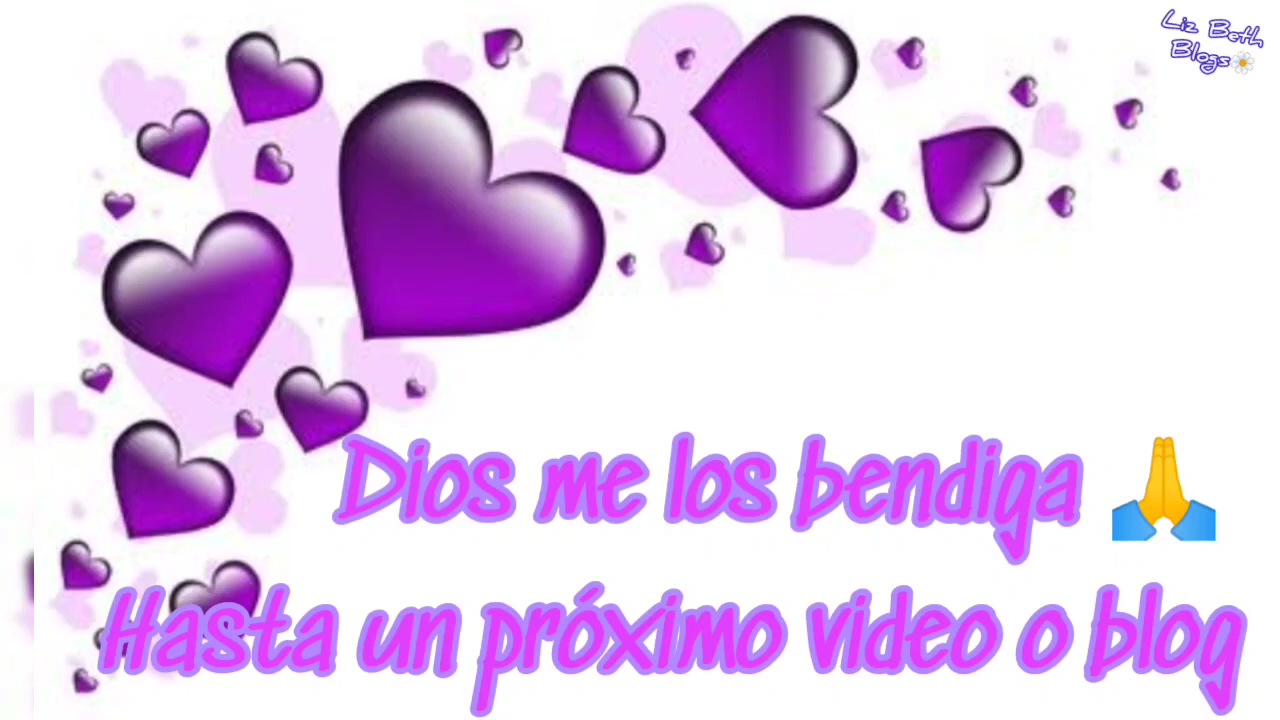 Liz Beth
Blogs🌼
Dios me los bendiga 🙏
Hasta un próximo video o blog